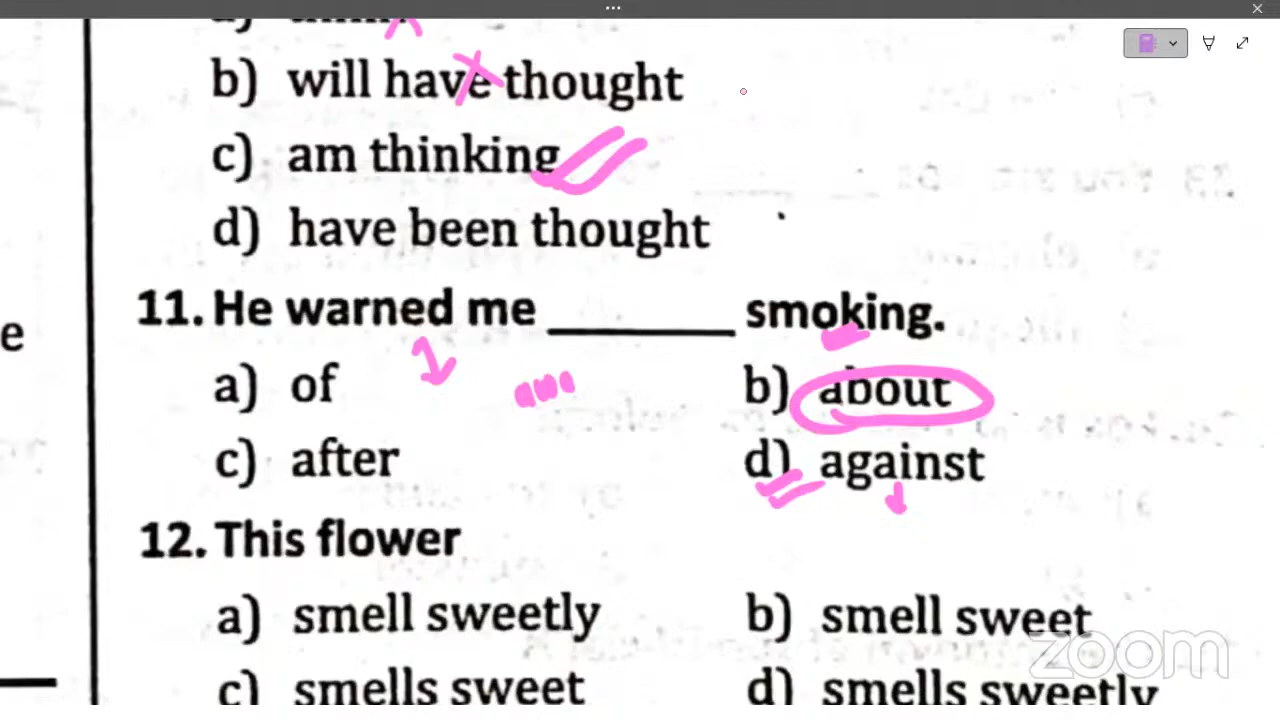 b) will have thought
c) am thinking
d) have been thought
11. He warned me ________ smoking.
e
a) of b) about
c) after d) against
12. This flower
a) smell sweetly b) smell sweet
c) smells sweet d) smells sweetly
zoom